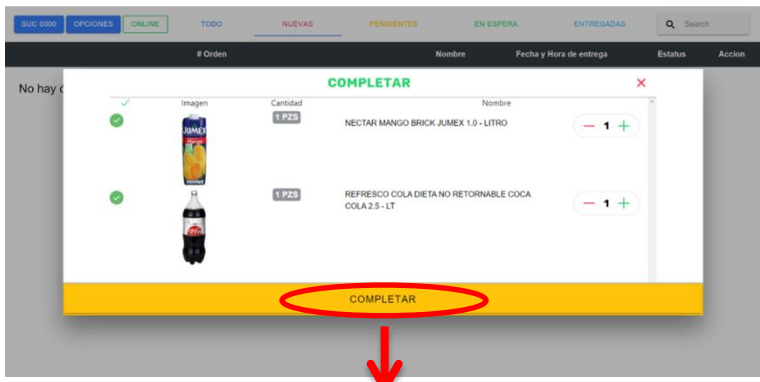 SUC 0000 OPCIONES ONLINE TODO NUEVAS PENDIENTES EN ESPERA ENTREGADAS Search
# Orden Nombre Fecha y Hora de entrega Estatus Accion
No hay
COMPLETAR
Imagen Cantidad Nombre
JUMEX
1 PZS
NECTAR MANGO BRICK JUMEX 1.0 - LITRO
1
1 PZS
REFRESCO COLA DIETA NO RETORNABLE COCA
COLA 2.5 - LT
1
COMPLETAR